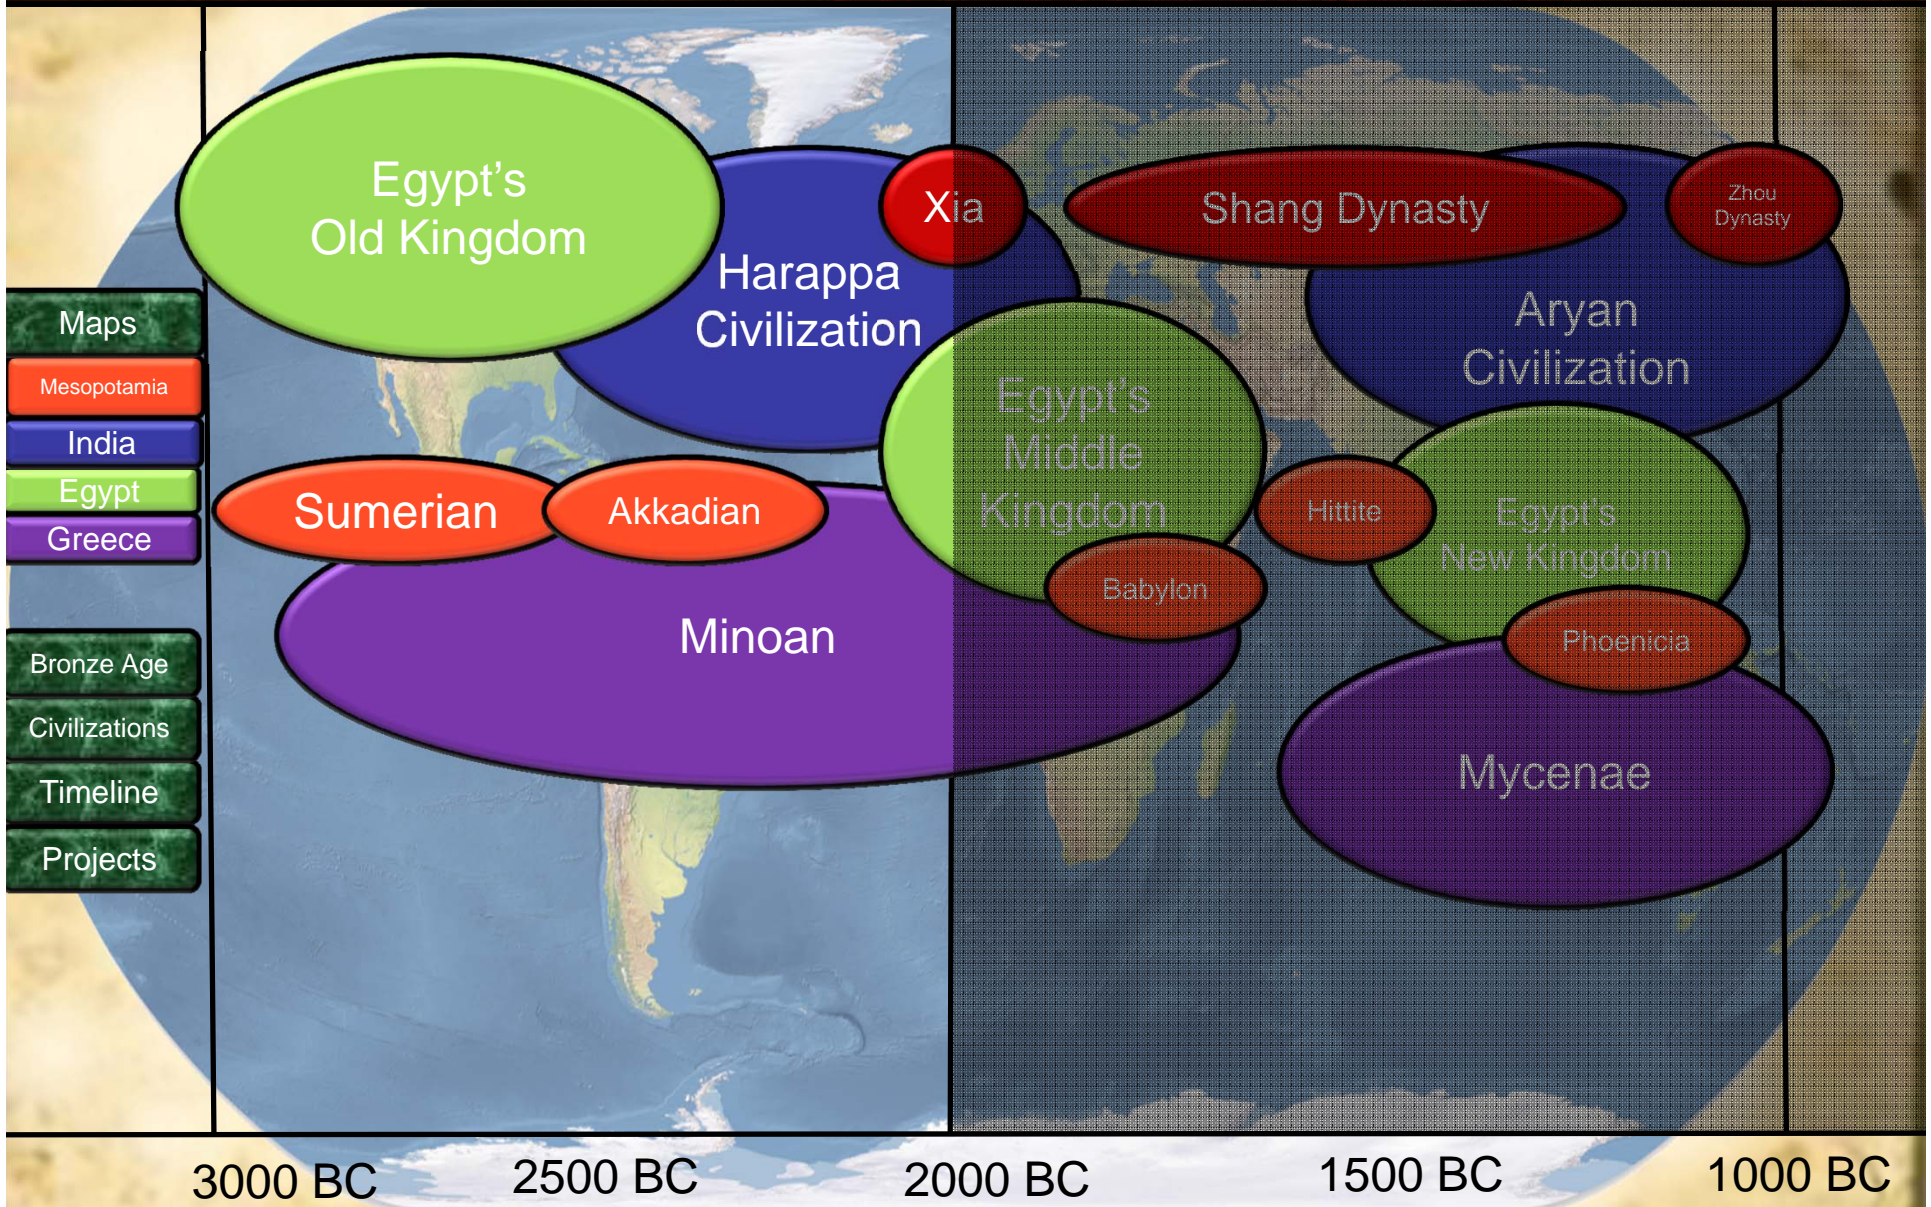 Egypt's
Old Kingdom
Harappa
Civilization
Xia
Shang Dynasty
Zhou
Dynasty
Aryan
Civilization
Maps
Mesopotamia
India
Egypt
Greece
Egypt's
Middle
Kingdom
Sumerian
Akkadian
Hittite
Egypt's
New Kingdom
Babylon
Minoan
Phoenicia
Mycenae
Bronze Age
Civilizations
Timeline
Projects
3000 BC
2500 BC
2000 BC
1500 BC
1000 BC